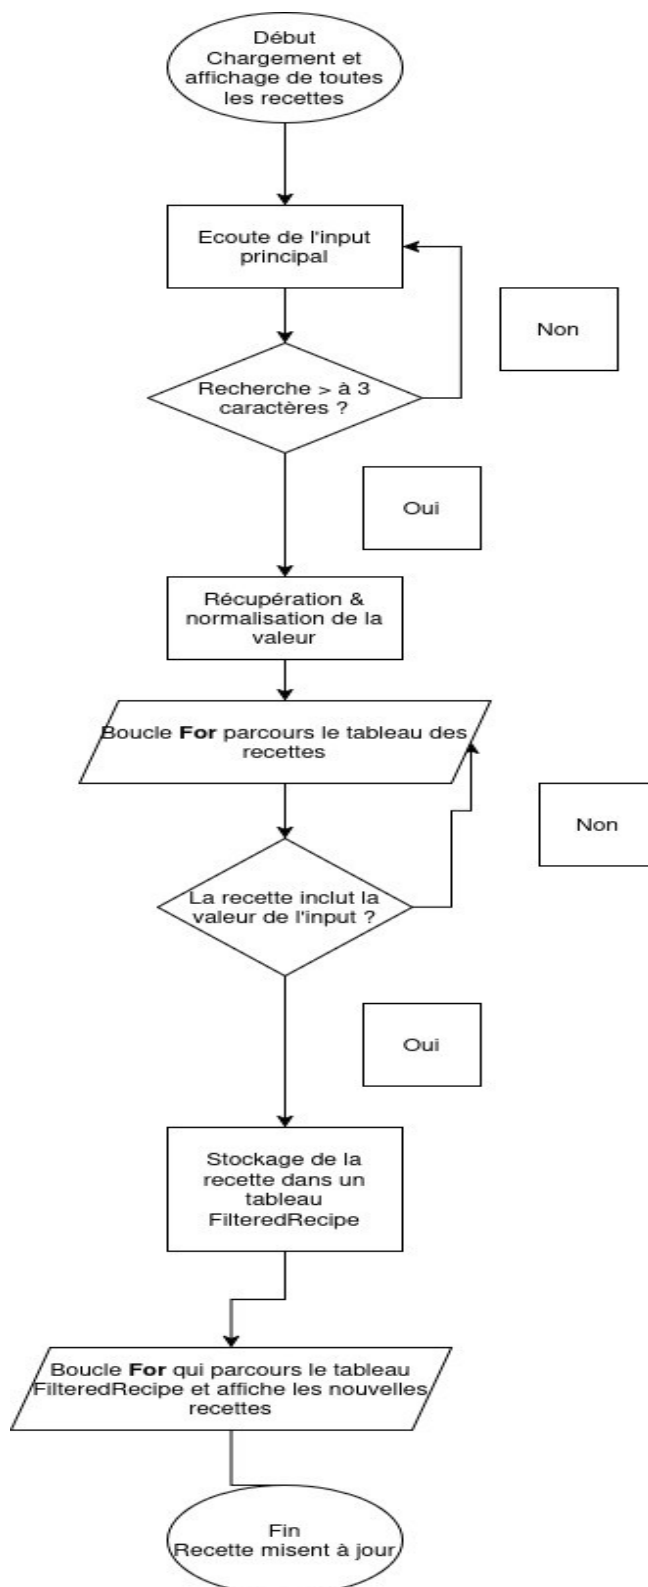 Début
Chargement et
affichage de toutes
les recettes
Ecoute de l'input
principal
Non
Recherche > à 3
caractères ?
Oui
Récupération &
normalisation de la
valeur
Boucle For parcours le tableau des
recettes
Non
La recette inclut la
valeur de l'input ?
Oui
Stockage de la
recette dans un
tableau
FilteredRecipe
Boucle For qui parcours le tableau
FilteredRecipe et affiche les nouvelles
recettes
Fin
Recette misent à jour